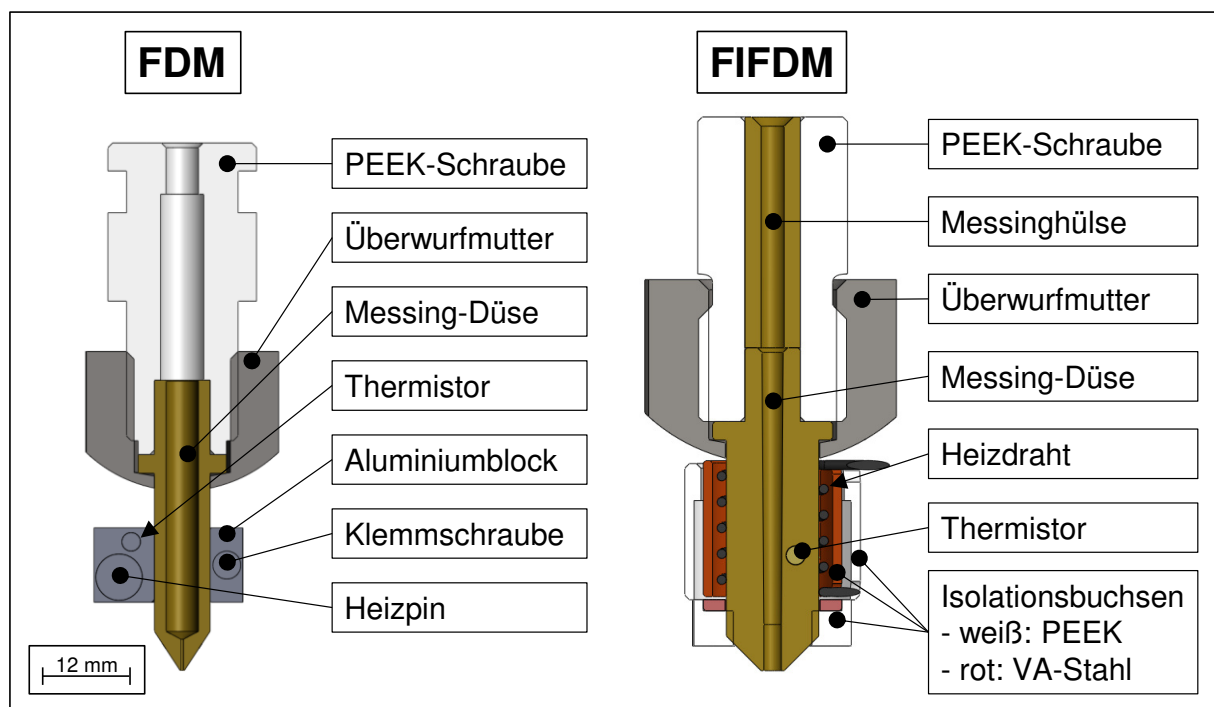 FDM
PEEK-Schraube
Überwurfmutter
Messing-Düse
Thermistor
Aluminiumblock
Klemmschraube
Heizpin
12 mm
FIFDM
PEEK-Schraube
Messinghülse
Überwurfmutter
Messing-Düse
Heizdraht
Thermistor
Isolationsbuchsen
- weiß: PEEK
- rot: VA-Stahl